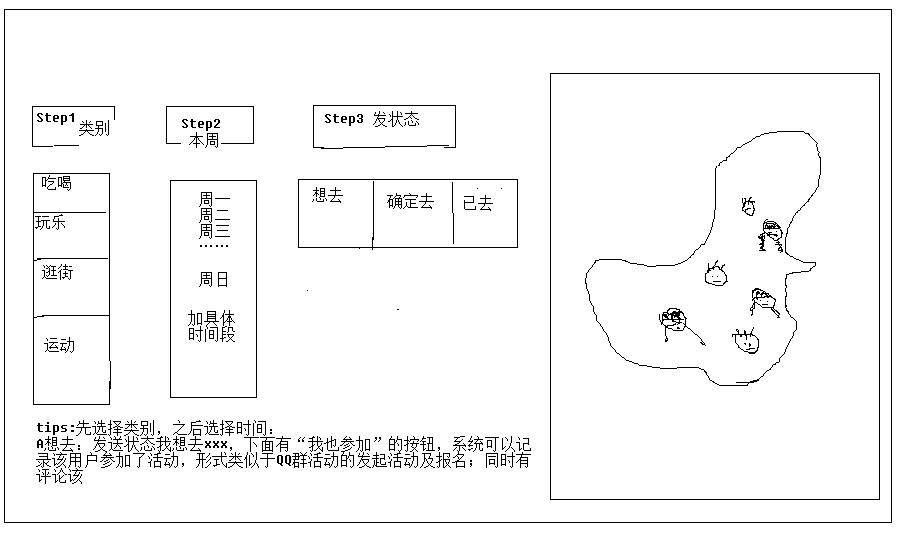 Step1
类别
Step2
本周
Step3 发状态
吃喝
玩乐
逛街
运动
周一
周二
周三
……
周日
加具体
时间段
想去
确定去
已去
tips:先选择类别，之后选择时间：
A想去：发送状态我想去xxx，下面有“我也参加”的按钮，系统可以记
录该用户参加了活动，形式类似于QQ群活动的发起活动及报名；同时有
评论该